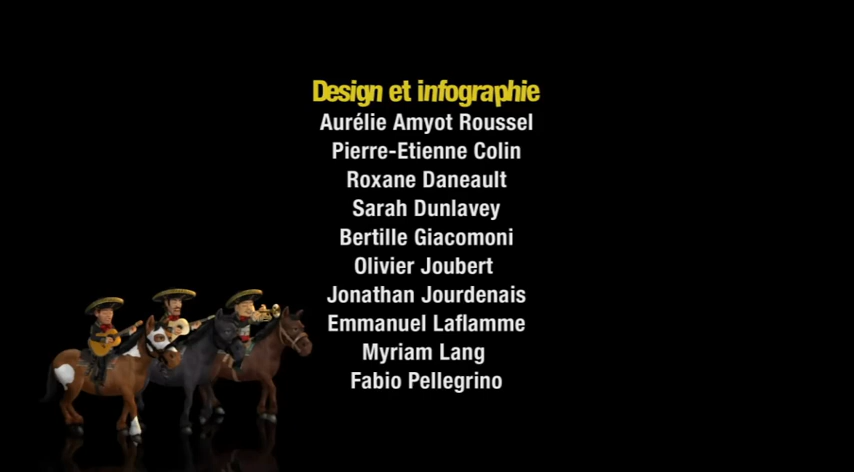 Design et infographie
Aurélie Amyot Roussel
Pierre-Etienne Colin
Roxane Daneault
Sarah Dunlavey
Bertille Giacomoni
Olivier Joubert
Jonathan Jourdenais
Emmanuel Laflamme
Myriam Lang
Fabio Pellegrino